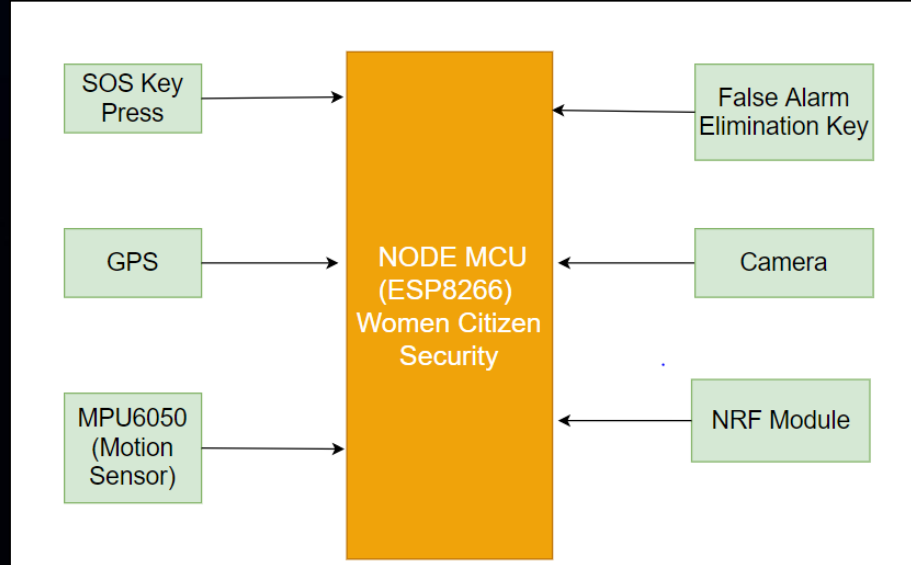 SOS Key
Press
GPS
MPU6050
(Motion
Sensor)
NODE MCU
(ESP8266)
Women Citizen
Security
False Alarm
Elimination Key
Camera
NRF Module